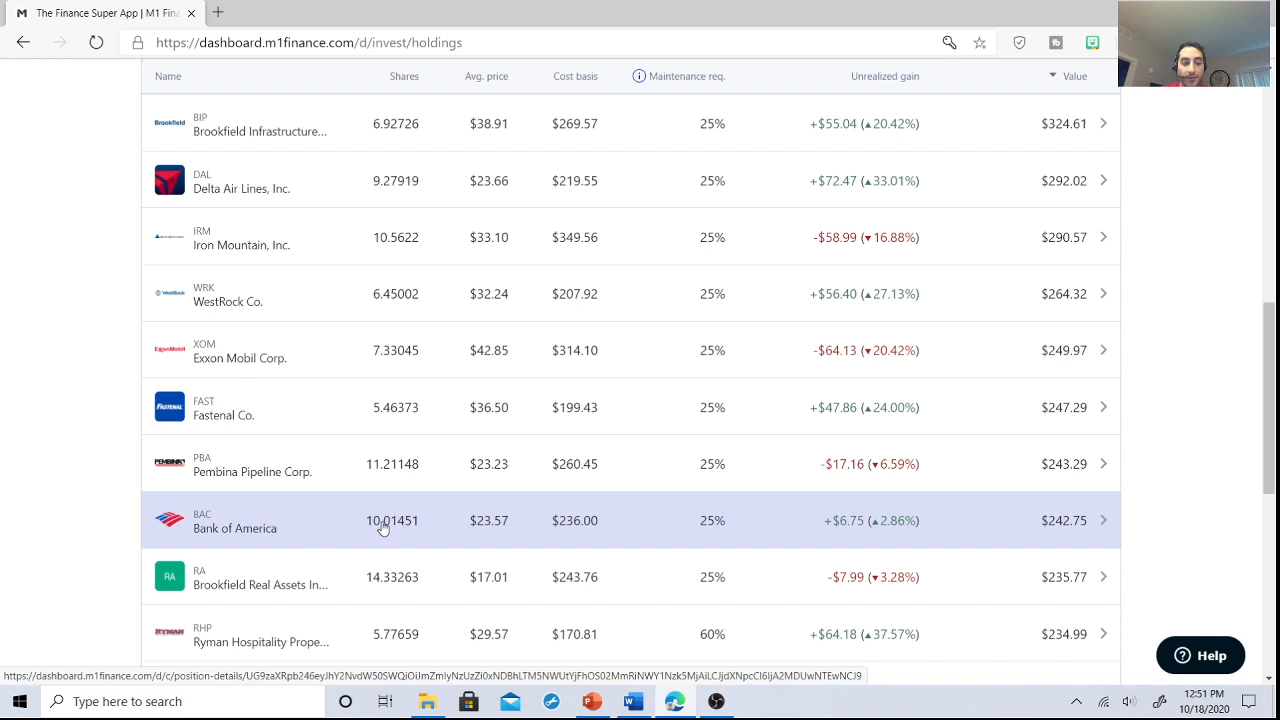 The Finance Super App | M1 Fin
https://dashboard.m1finance.com/d/invest/holdings
Name Shares Avg. price Cost basis Maintenance req. Unrealized gain Value
Brookfield BIP
Brookfield Infrastructure... 6.92726 $38.91 $269.57 25% +$55.04 (▲20.42%) $324.61
DAL
Delta Air Lines, Inc. 9.27919 $23.66 $219.55 25% +$72.47 (▲33.01%) $292.02
IRM
Iron Mountain, Inc. 10.5622 $33.10 $349.56 25% -$58.99 (▼16.88%) $290.57
WestRock WRK
WestRock Co. 6.45002 $32.24 $207.92 25% +$56.40 (▲27.13%) $264.32
ExxonMobil XOM
Exxon Mobil Corp. 7.33045 $42.85 $314.10 25% -$64.13 (▼20.42%) $249.97
FASTENAL FAST
Fastenal Co. 5.46373 $36.50 $199.43 25% +$47.86 (▲24.00%) $247.29
PEMBINA PBA
Pembina Pipeline Corp. 11.21148 $23.23 $260.45 25% -$17.16 (▼6.59%) $243.29
BAC
Bank of America 10.01451 $23.57 $236.00 25% +$6.75 (▲2.86%) $242.75
RA RA
Brookfield Real Assets In... 14.33263 $17.01 $243.76 25% -$7.99 (▼3.28%) $235.77
RYMAN RHP
Ryman Hospitality Prope... 5.77659 $29.57 $170.81 60% +$64.18 (▲37.57%) $234.99
Help
Type here to search
12:51 PM
10/18/2020